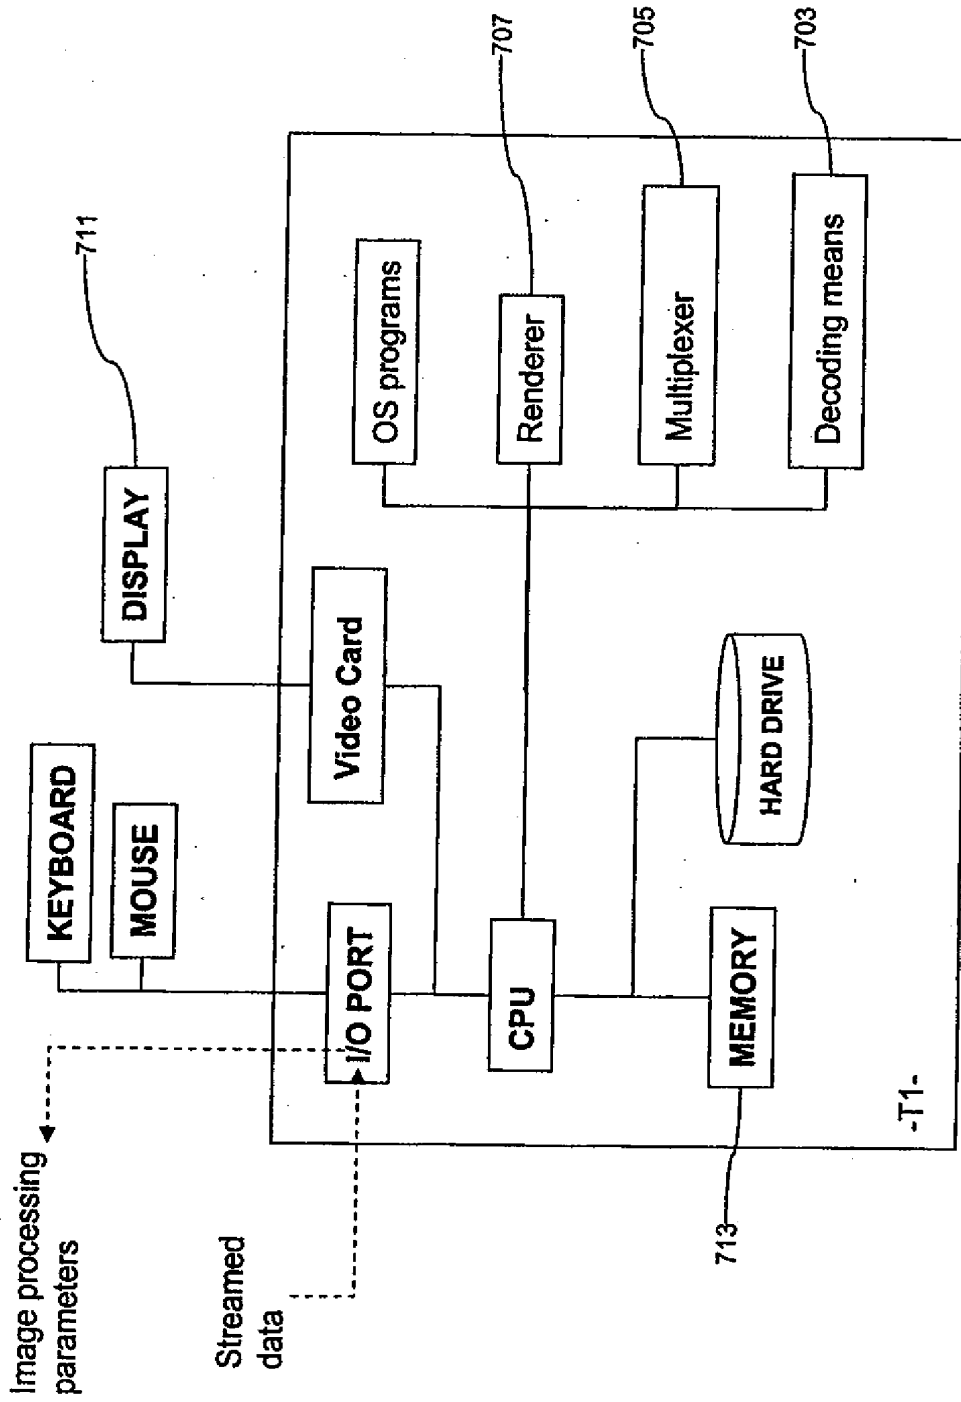 Image processing
parameters
Streamed
data
KEYBOARD
MOUSE
DISPLAY
711
I/O PORT
Video Card
OS programs
CPU
Renderer
707
MEMORY
713
HARD DRIVE
Multiplexer
705
Decoding means
703
-T1-